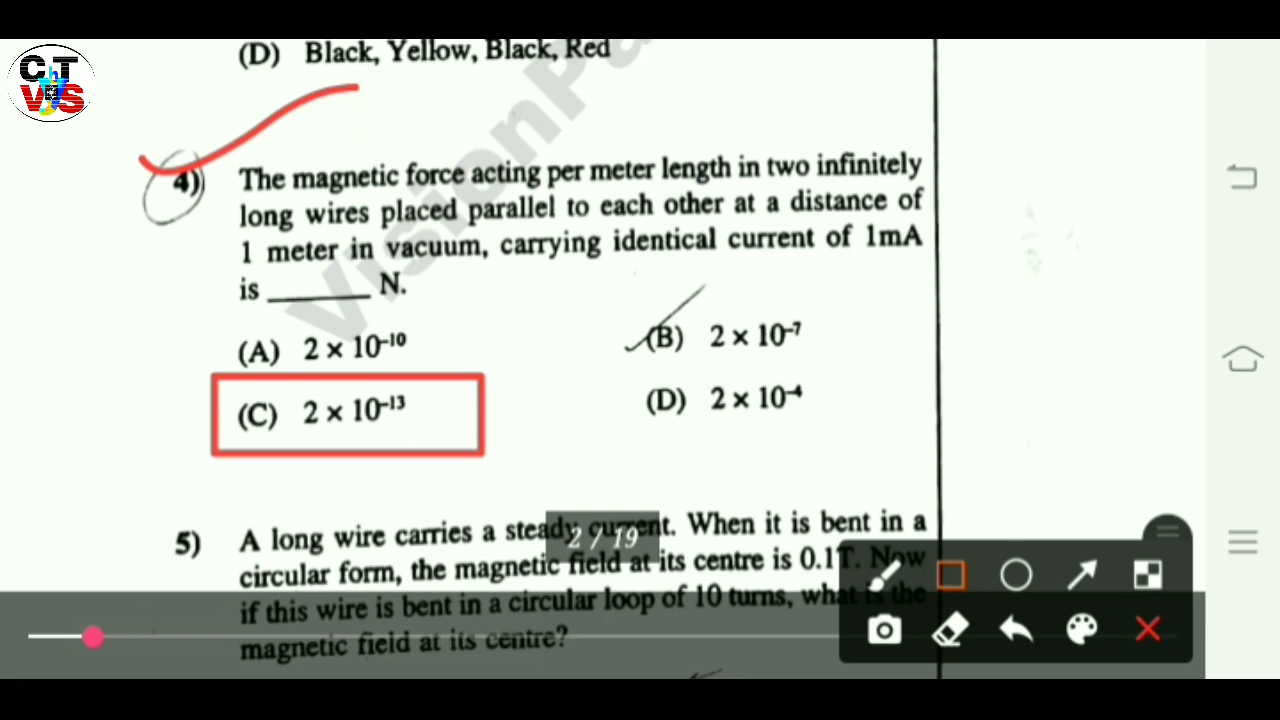 C T
h
V S
(D) Black, Yellow, Black, Red
4) The magnetic force acting per meter length in two infinitely
long wires placed parallel to each other at a distance of
1 meter in vacuum, carrying identical current of 1mA
is ______ N.
(A) 2 × 10⁻¹⁰ (B) 2 × 10⁻⁷
(C) 2 × 10⁻¹³ (D) 2 × 10⁻⁴
VisionPa
5) A long wire carries a steady current. When it is bent in a
circular form, the magnetic field at its centre is 0.1T. Now
if this wire is bent in a circular loop of 10 turns, what is the
magnetic field at its centre?
2 / 19